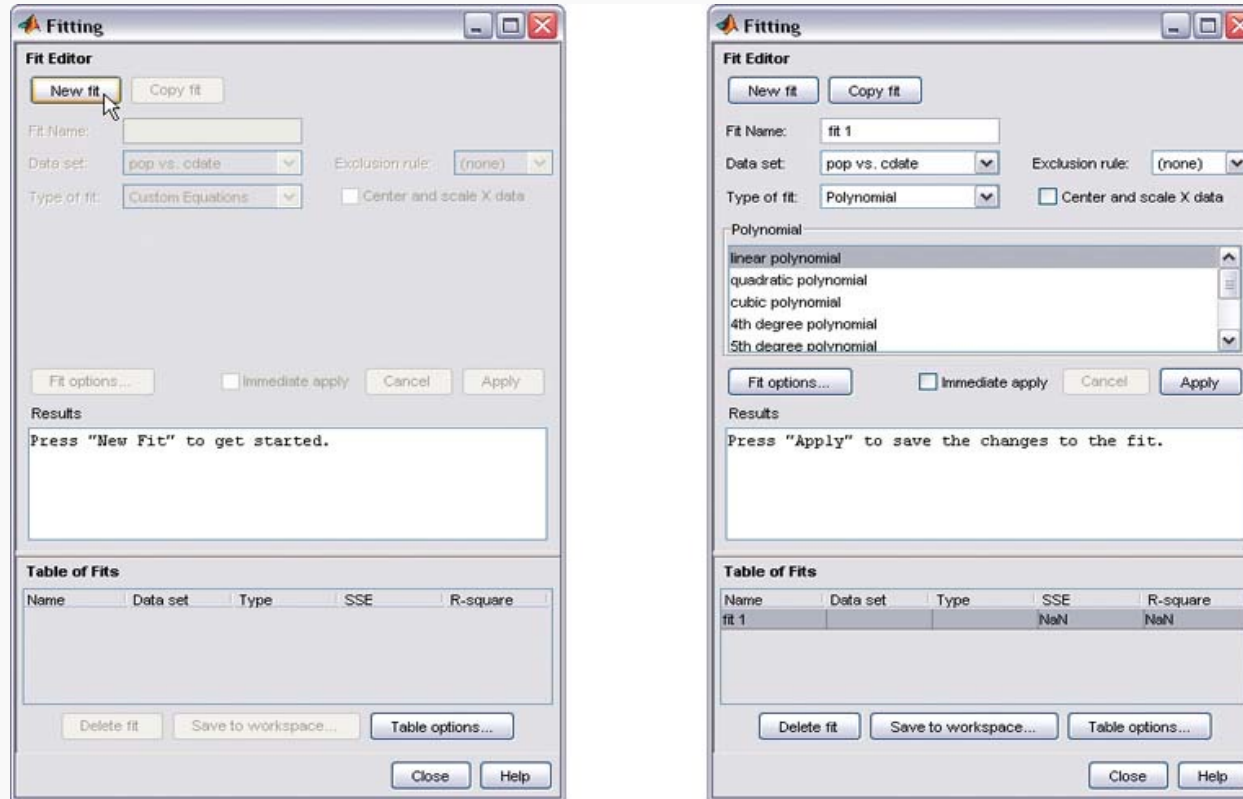 Fitting
Fit Editor
New fit
Copy fit
Fit Name:
Data set: pop vs. cdate
Exclusion rule: (none)
Type of fit: Custom Equations
Center and scale X data
Fit options...
Immediate apply
Cancel
Apply
Results
Press "New Fit" to get started.
Table of Fits
Name Data set Type SSE R-square
Delete fit
Save to workspace...
Table options...
Close
Help
Fitting
Fit Editor
New fit
Copy fit
Fit Name: fit 1
Data set: pop vs. cdate
Exclusion rule: (none)
Type of fit: Polynomial
Center and scale X data
Polynomial
linear polynomial
quadratic polynomial
cubic polynomial
4th degree polynomial
5th degree polynomial
Fit options...
Immediate apply
Cancel
Apply
Results
Press "Apply" to save the changes to the fit.
Table of Fits
Name Data set Type SSE R-square
fit 1 NaN NaN
Delete fit
Save to workspace...
Table options...
Close
Help